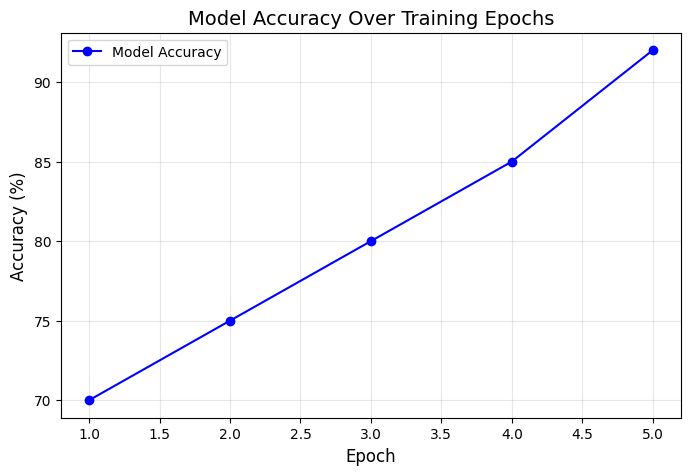 Model Accuracy Over Training Epochs
Model Accuracy
Accuracy (%)
90
85
80
75
70
1.0 1.5 2.0 2.5 3.0 3.5 4.0 4.5 5.0
Epoch